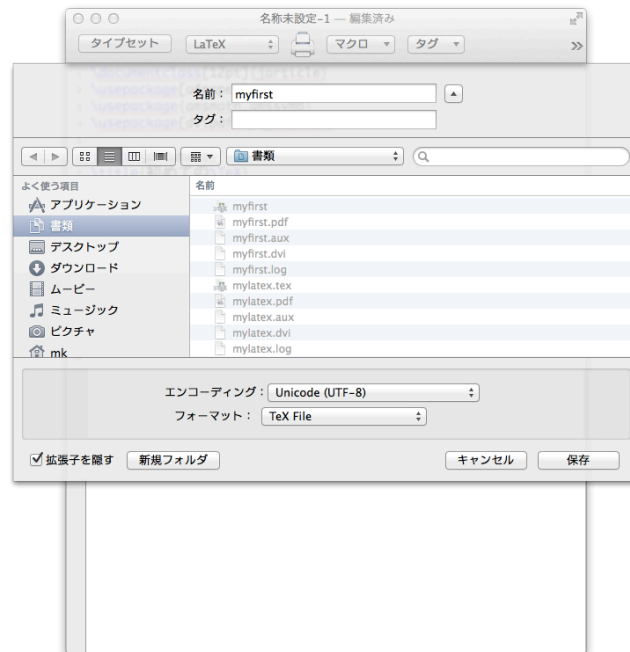 名称未設定-1 — 編集済み
タイプセット LaTeX マクロ タグ »
\documentclass[12pt]{jarticle}
名前： myfirst
タグ：
書類
よく使う項目 名前
アプリケーション myfirst
書類 myfirst.pdf
myfirst.aux
デスクトップ myfirst.dvi
ダウンロード myfirst.log
ムービー mylatex.tex
ミュージック mylatex.pdf
ピクチャ mylatex.aux
mylatex.dvi
mk mylatex.log
エンコーディング： Unicode (UTF-8)
フォーマット： TeX File
拡張子を隠す 新規フォルダ キャンセル 保存